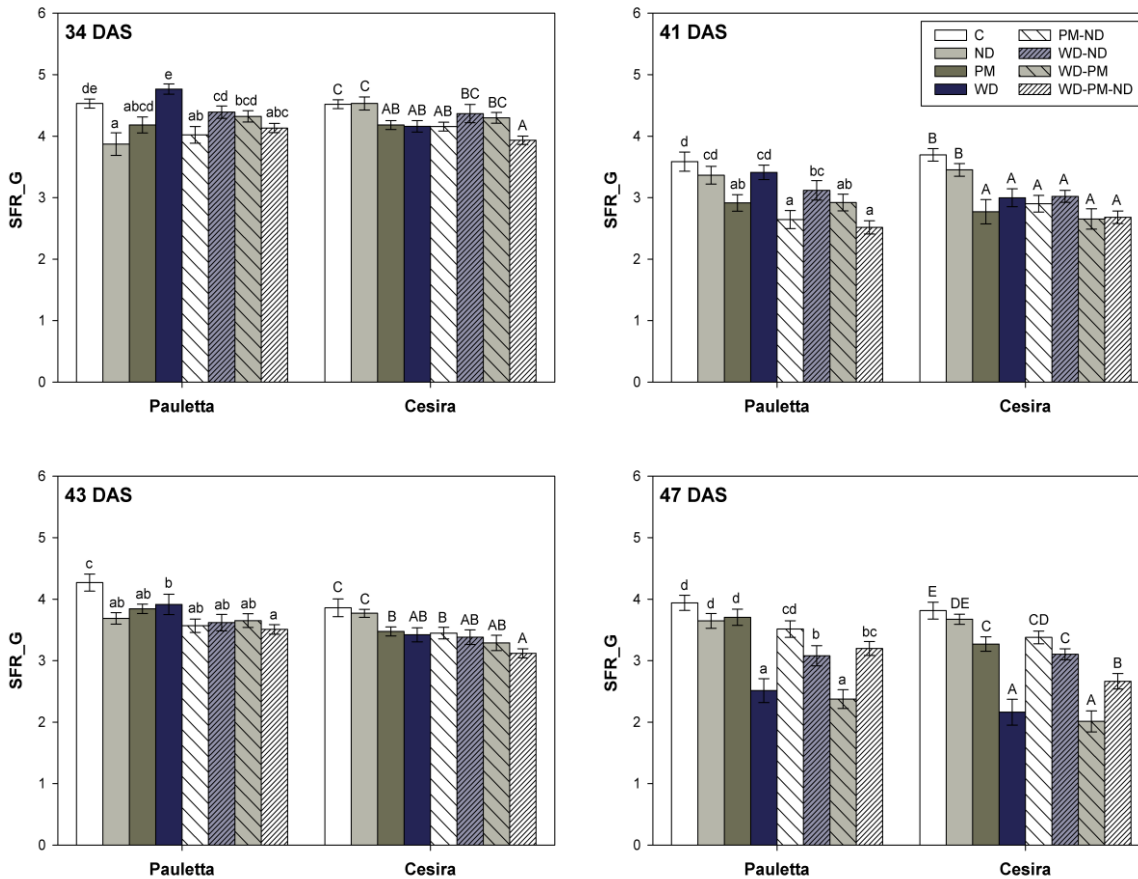 34 DAS
6
5
4
3
2
1
0
SFR_G
de
a
abcd
e
ab
cd
bcd
abc
C
C
AB
AB
AB
BC
BC
A
Pauletta
Cesira
41 DAS
C
ND
PM
WD
PM-ND
WD-ND
WD-PM
WD-PM-ND
6
5
4
3
2
1
0
SFR_G
d
cd
ab
cd
a
bc
ab
a
B
B
A
A
A
A
A
A
Pauletta
Cesira
43 DAS
6
5
4
3
2
1
0
SFR_G
c
ab
ab
b
ab
ab
ab
a
C
C
B
AB
B
AB
AB
A
Pauletta
Cesira
47 DAS
6
5
4
3
2
1
0
SFR_G
d
d
d
a
cd
b
a
bc
E
DE
C
A
CD
C
A
B
Pauletta
Cesira